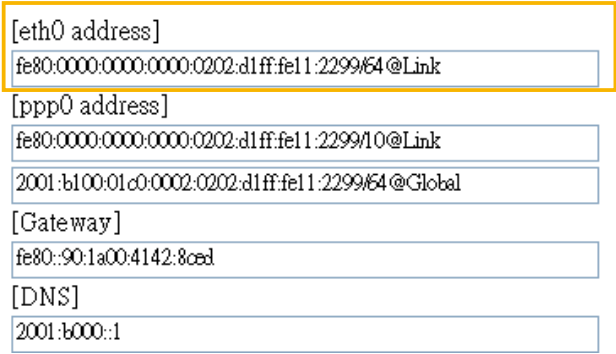 [eth0 address]
fe80:0000:0000:0000:0202:d1ff:fe11:2299/64@Link
[ppp0 address]
fe80:0000:0000:0000:0202:d1ff:fe11:2299/10@Link
2001:b100:01c0:0002:0202:d1ff:fe11:2299/64@Global
[Gateway]
fe80::90:1a00:4142:8ced
[DNS]
2001:b000::1